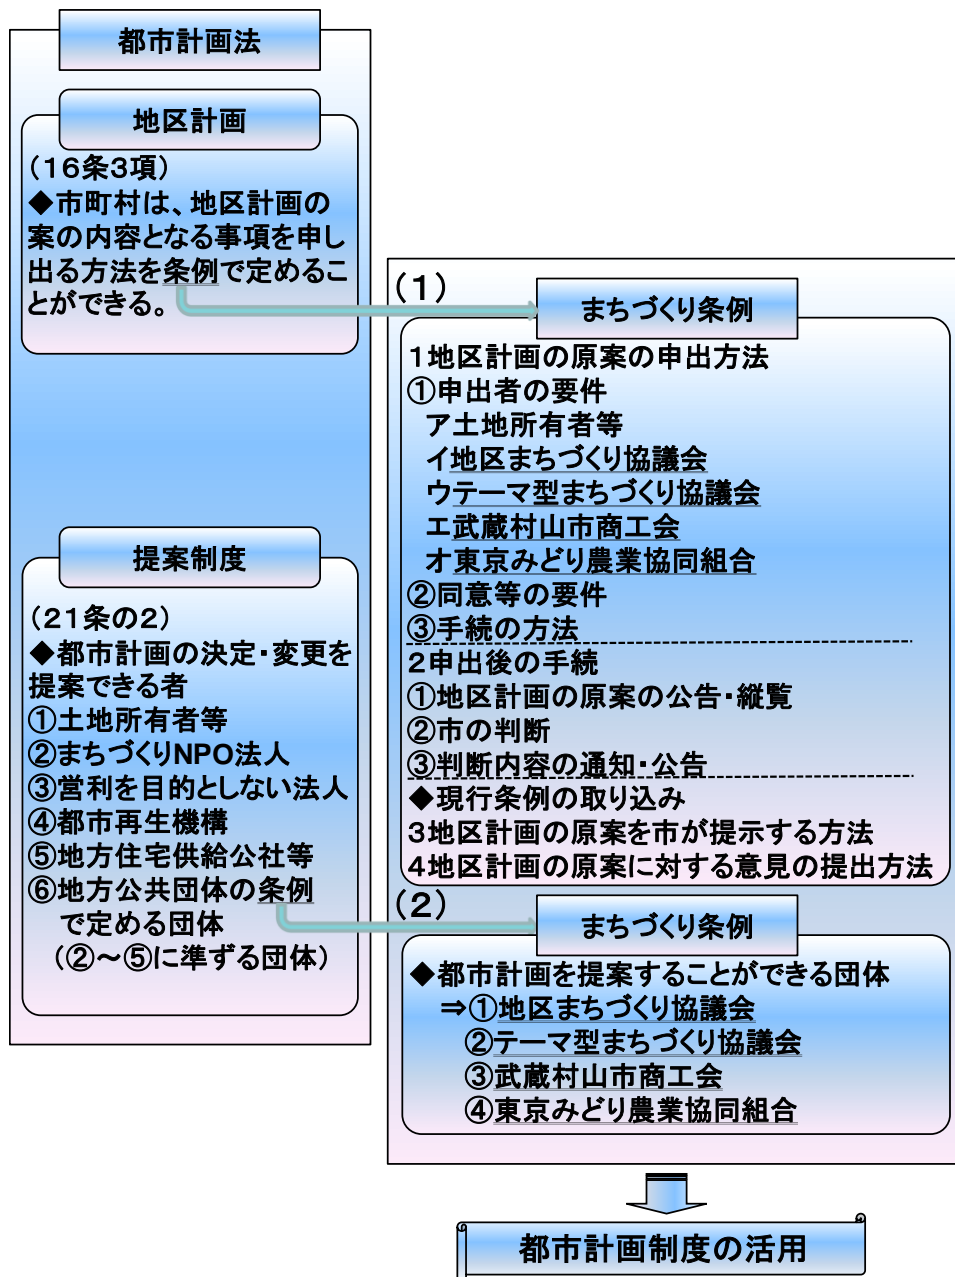 都市計画法
地区計画
(16条3項)
◆市町村は、地区計画の
案の内容となる事項を申し
出る方法を条例で定めるこ
とができる。
提案制度
(21条の2)
◆都市計画の決定・変更を
提案できる者
①土地所有者等
②まちづくりNPO法人
③営利を目的としない法人
④都市再生機構
⑤地方住宅供給公社等
⑥地方公共団体の条例
で定める団体
(②～⑤に準ずる団体)
(1)
まちづくり条例
1地区計画の原案の申出方法
①申出者の要件
ア土地所有者等
イ地区まちづくり協議会
ウテーマ型まちづくり協議会
エ武蔵村山市商工会
オ東京みどり農業協同組合
②同意等の要件
③手続の方法
2申出後の手続
①地区計画の原案の公告・縦覧
②市の判断
③判断内容の通知・公告
◆現行条例の取り込み
3地区計画の原案を市が提示する方法
4地区計画の原案に対する意見の提出方法
(2)
まちづくり条例
◆都市計画を提案することができる団体
⇒①地区まちづくり協議会
②テーマ型まちづくり協議会
③武蔵村山市商工会
④東京みどり農業協同組合
都市計画制度の活用